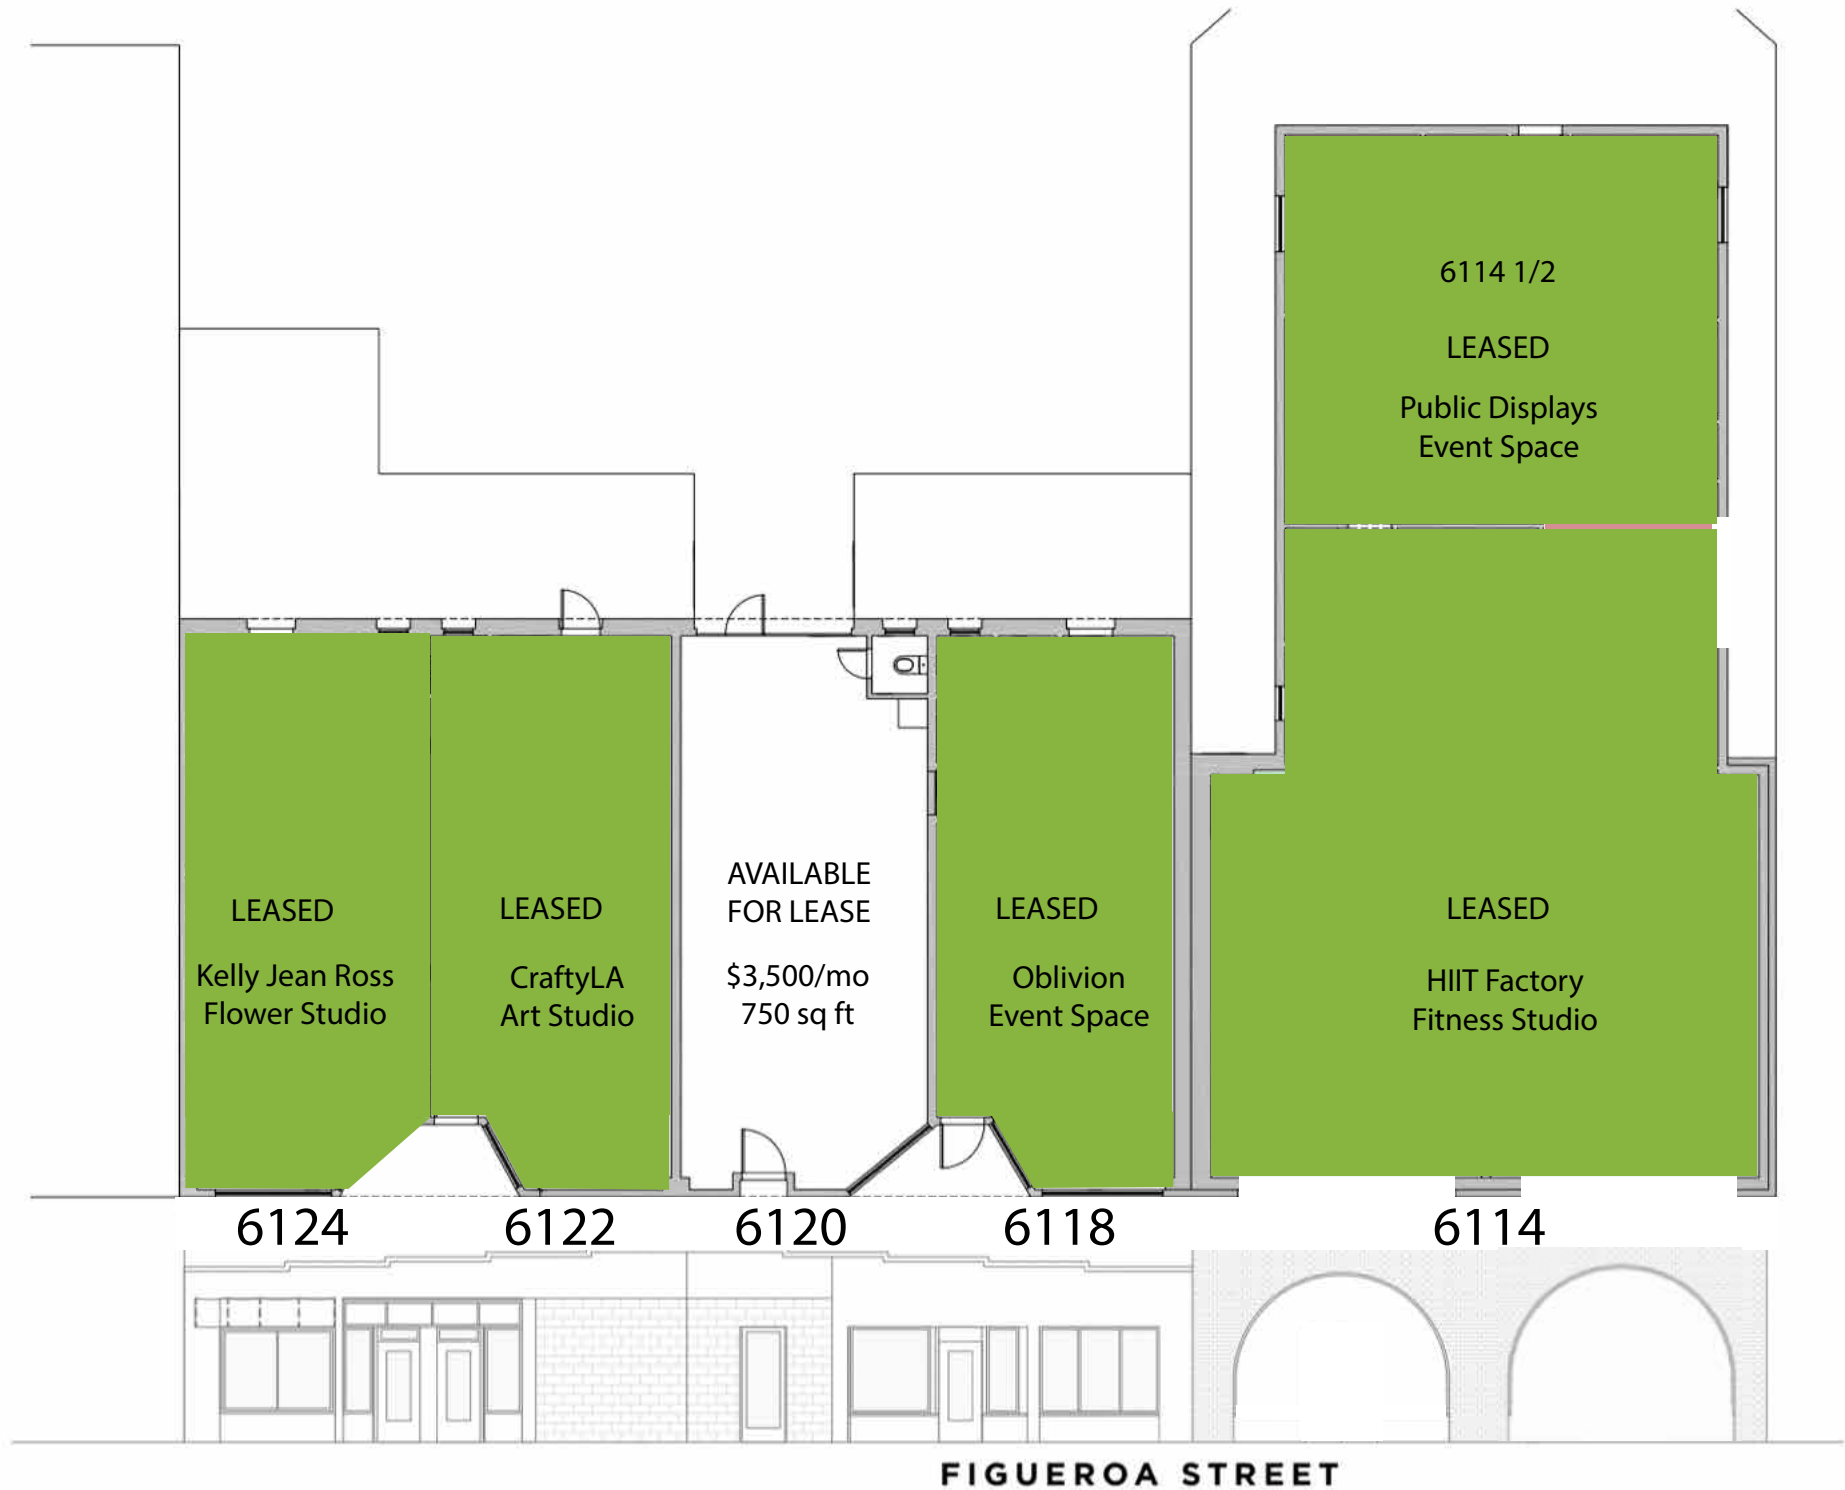 6114 1/2
LEASED
Public Displays
Event Space
LEASED
Kelly Jean Ross
Flower Studio
LEASED
CraftyLA
Art Studio
AVAILABLE
FOR LEASE
$3,500/mo
750 sq ft
LEASED
Oblivion
Event Space
LEASED
HIIT Factory
Fitness Studio
6124
6122
6120
6118
6114
FIGUEROA STREET